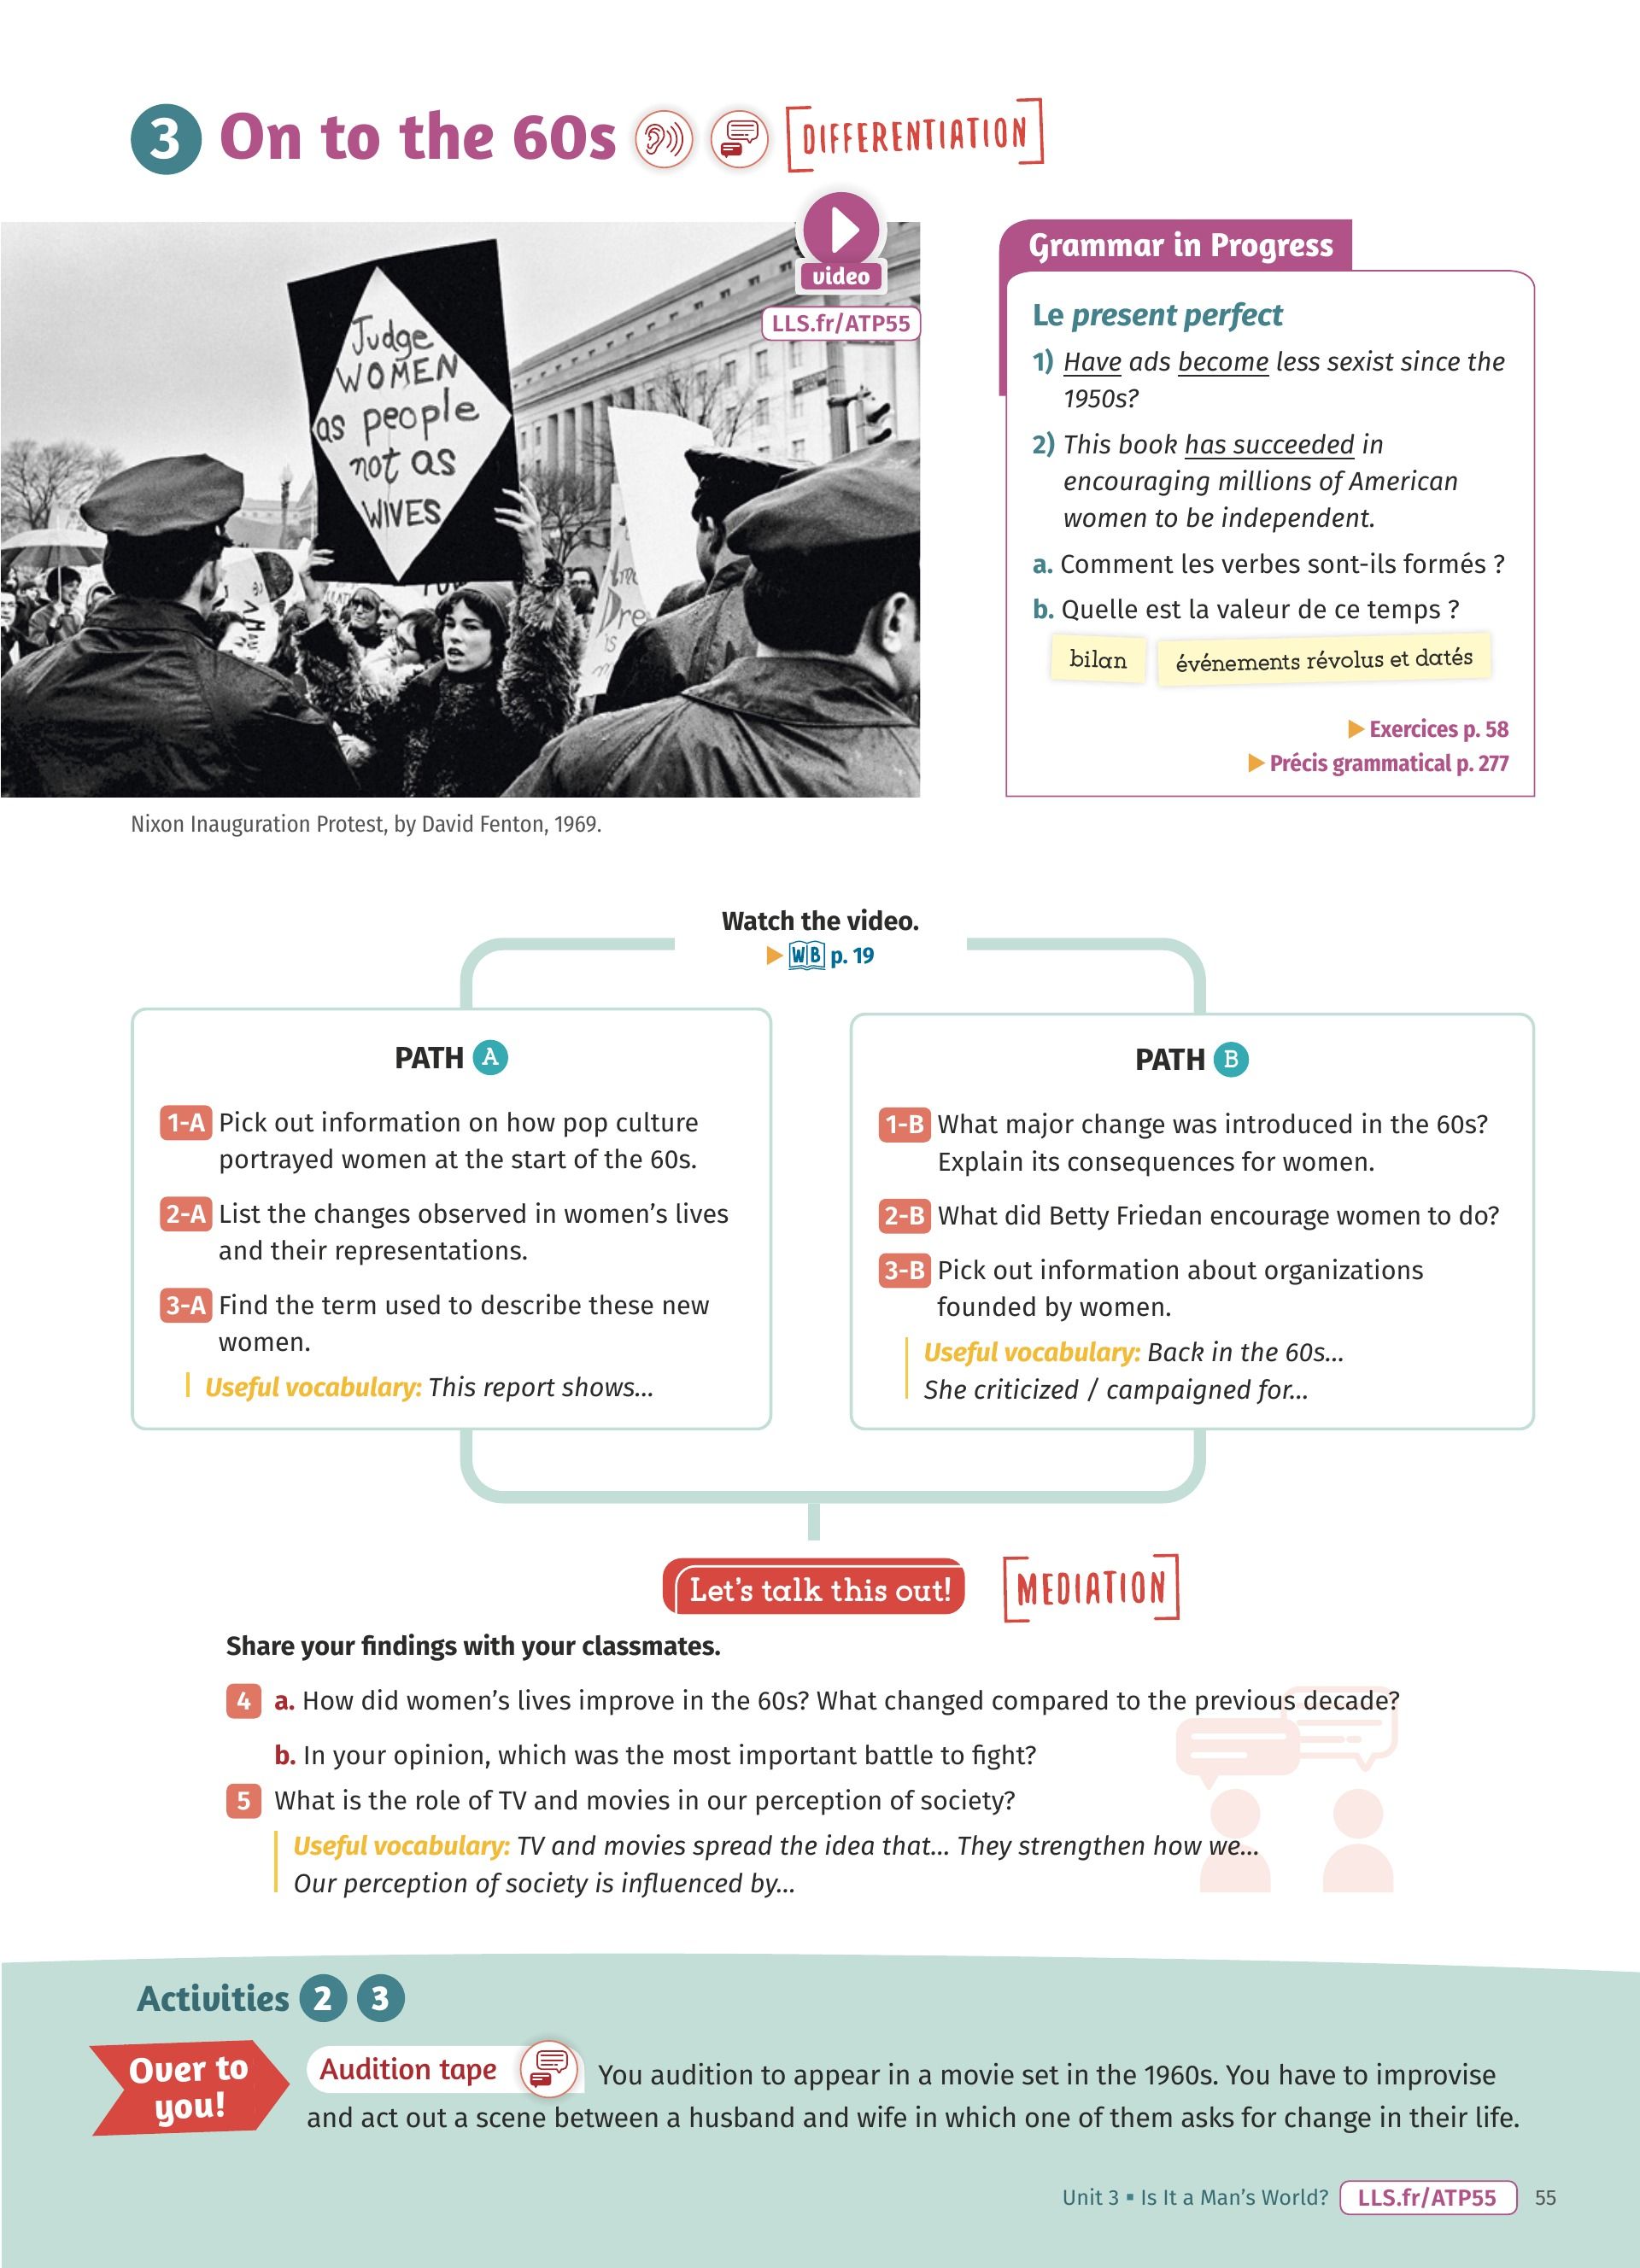 3 On to the 60s
DIFFERENTIATION
video
LLS.fr/ATP55
Judge
WOMEN
as people
not as
WIVES
Dre
is
Nixon Inauguration Protest, by David Fenton, 1969.
Grammar in Progress
Le present perfect
1) Have ads become less sexist since the
1950s?
2) This book has succeeded in
encouraging millions of American
women to be independent.
a. Comment les verbes sont-ils formés ?
b. Quelle est la valeur de ce temps ?
bilan événements révolus et datés
Exercices p. 58
Précis grammatical p. 277
Watch the video.
WB p. 19
PATH A
1-A Pick out information on how pop culture
portrayed women at the start of the 60s.
2-A List the changes observed in women's lives
and their representations.
3-A Find the term used to describe these new
women.
Useful vocabulary: This report shows...
PATH B
1-B What major change was introduced in the 60s?
Explain its consequences for women.
2-B What did Betty Friedan encourage women to do?
3-B Pick out information about organizations
founded by women.
Useful vocabulary: Back in the 60s...
She criticized / campaigned for...
Let's talk this out!
MEDIATION
Share your findings with your classmates.
4 a. How did women's lives improve in the 60s? What changed compared to the previous decade?
b. In your opinion, which was the most important battle to fight?
5 What is the role of TV and movies in our perception of society?
Useful vocabulary: TV and movies spread the idea that... They strengthen how we...
Our perception of society is influenced by...
Activities 2 3
Over to
you!
Audition tape You audition to appear in a movie set in the 1960s. You have to improvise
and act out a scene between a husband and wife in which one of them asks for change in their life.
Unit 3 ▪ Is It a Man's World? LLS.fr/ATP55 55